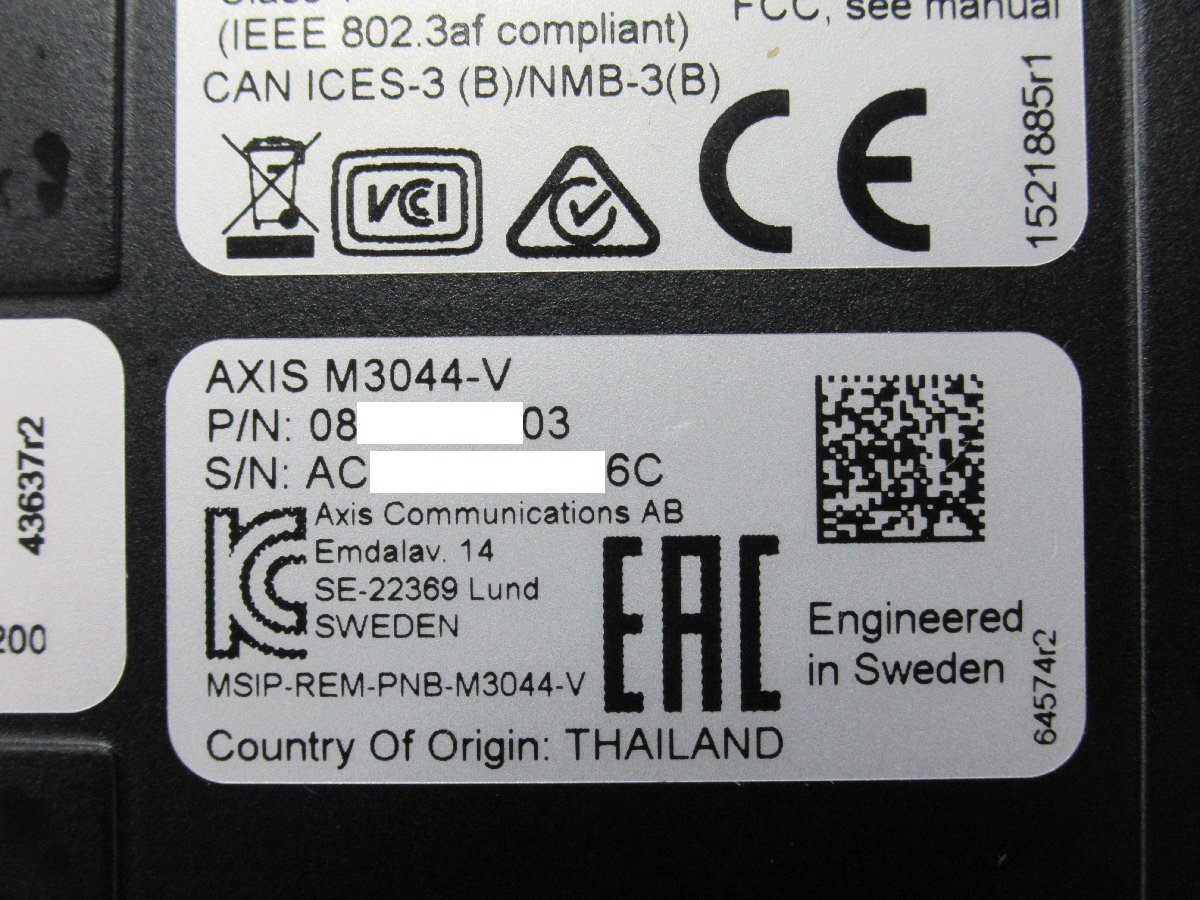 (IEEE 802.3af compliant)
FCC, see manual
CAN ICES-3 (B)/NMB-3(B)
VCI
CE
1521885r1
43637r2
200
AXIS M3044-V
P/N: 08 03
S/N: AC 6C
Axis Communications AB
Emdalav. 14
SE-22369 Lund
SWEDEN
KC
MSIP-REM-PNB-M3044-V
EAC
Engineered
in Sweden
64574r2
Country Of Origin: THAILAND